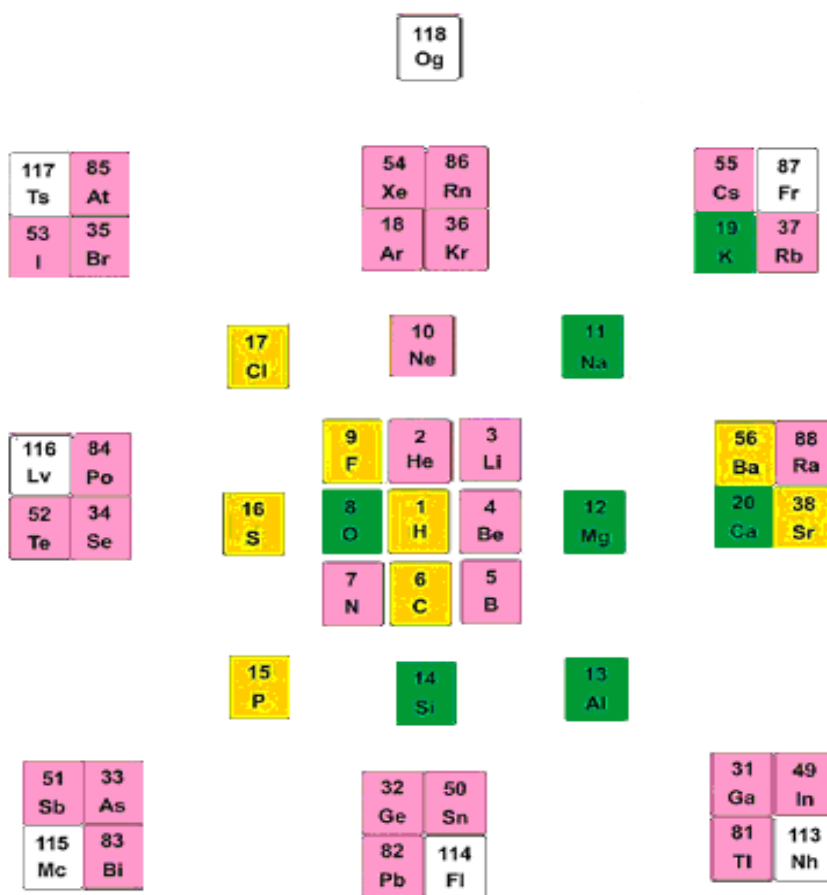 118
Og
117 85
Ts At
53 35
I Br
54 86
Xe Rn
18 36
Ar Kr
55 87
Cs Fr
19 37
K Rb
17
Cl
10
Ne
11
Na
116 84
Lv Po
52 34
Te Se
16
S
9 2 3
F He Li
8 1 4
O H Be
7 6 5
N C B
12
Mg
56 88
Ba Ra
20 38
Ca Sr
15
P
14
Si
13
Al
51 33
Sb As
115 83
Mc Bi
32 50
Ge Sn
82 114
Pb Fl
31 49
Ga In
81 113
Tl Nh